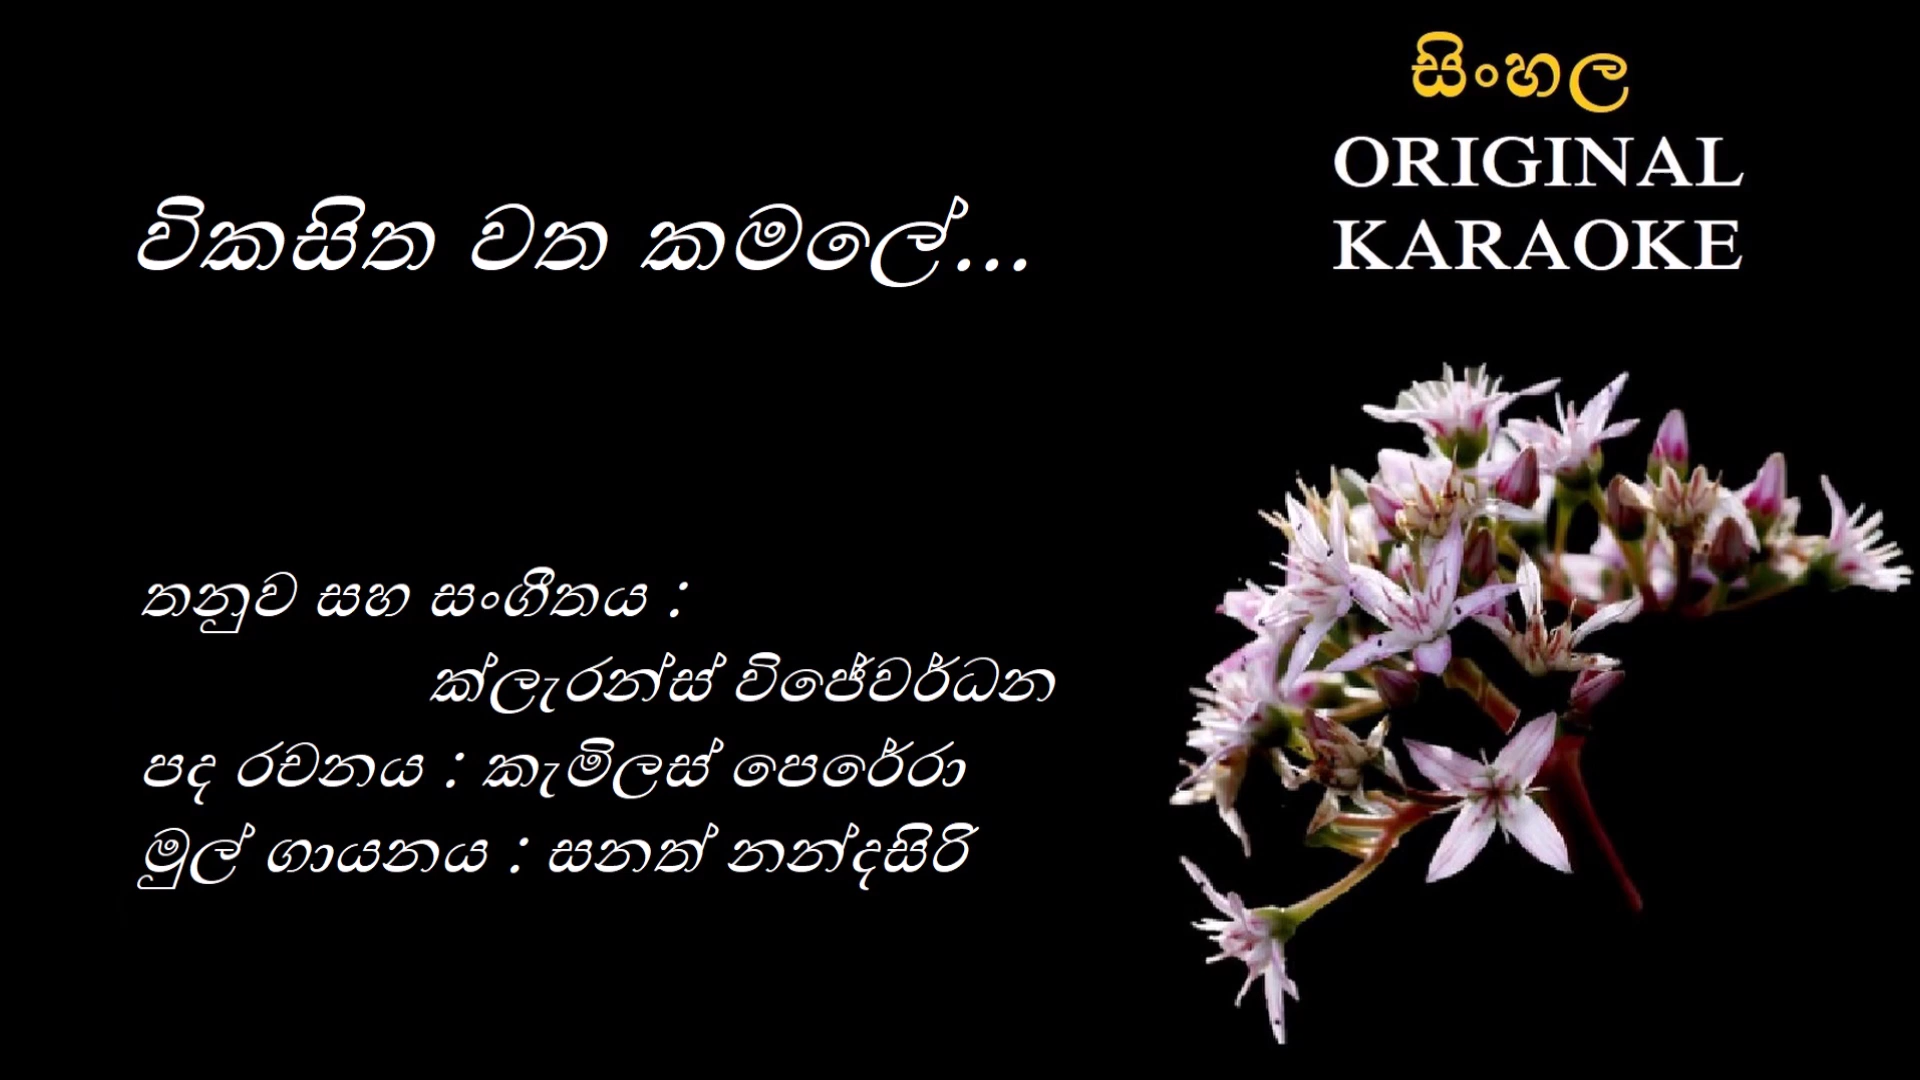 සිංහල
ORIGINAL
KARAOKE
විකසිත වත කමලේ...
තනුව සහ සංගීතය :
ක්ලැරන්ස් විජේවර්ධන
පද රචනය : කැමිලස් පෙරේරා
මුල් ගායනය : සනත් නන්දසිරි